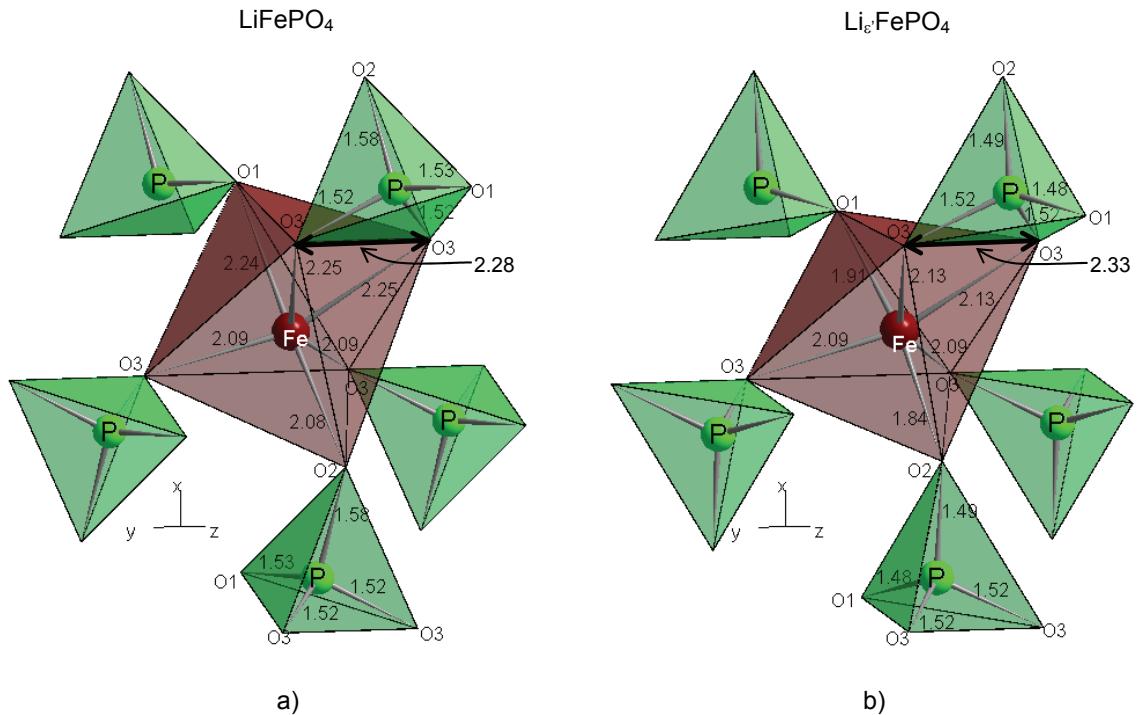 LiFePO4
Liε'FePO4
O2
1.58
P
1.53
O1
P
O1
1.52
1.52
O3
O3
2.28
2.24
2.25
2.25
Fe
2.09
2.09
O3
O3
2.08
P
P
O2
x
y
z
1.58
O1
1.53
P
1.52
1.52
O3
O3
a)
O2
1.49
P
1.48
P
O1
1.52
1.52
O1
O3
O3
2.33
1.91
2.13
2.13
Fe
2.09
2.09
O3
O3
1.84
P
P
O2
x
y
z
1.49
1.48
P
O1
1.52
1.52
O3
O3
b)